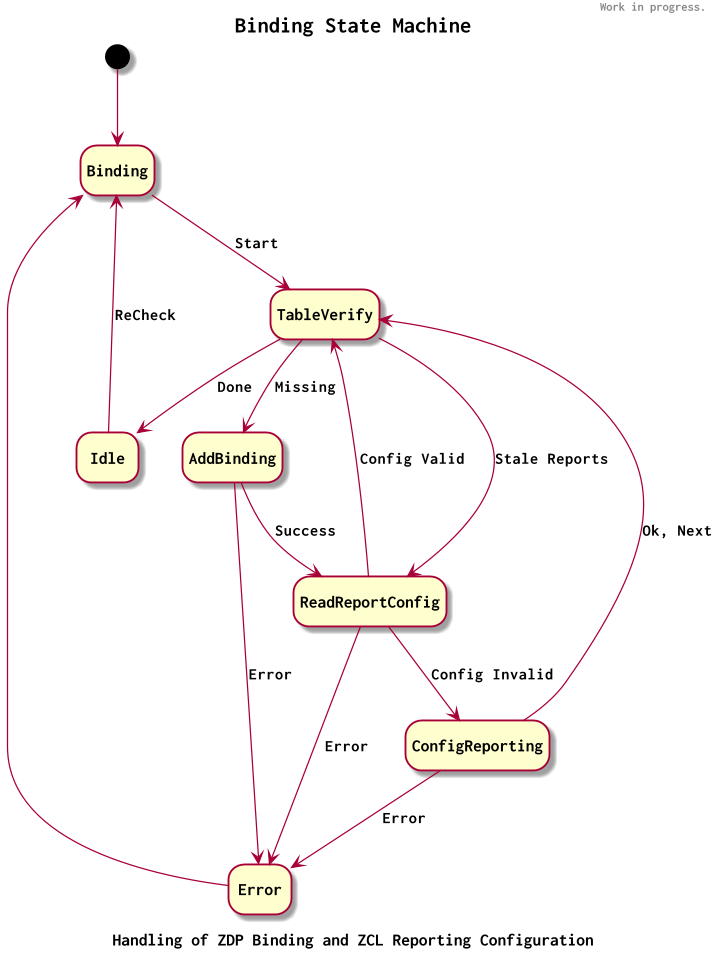 Work in progress.
Binding State Machine
Binding
Start
TableVerify
ReCheck
Done
Missing
Idle
AddBinding
Config Valid
Stale Reports
Success
Ok, Next
ReadReportConfig
Error
Config Invalid
Error
ConfigReporting
Error
Error
Handling of ZDP Binding and ZCL Reporting Configuration